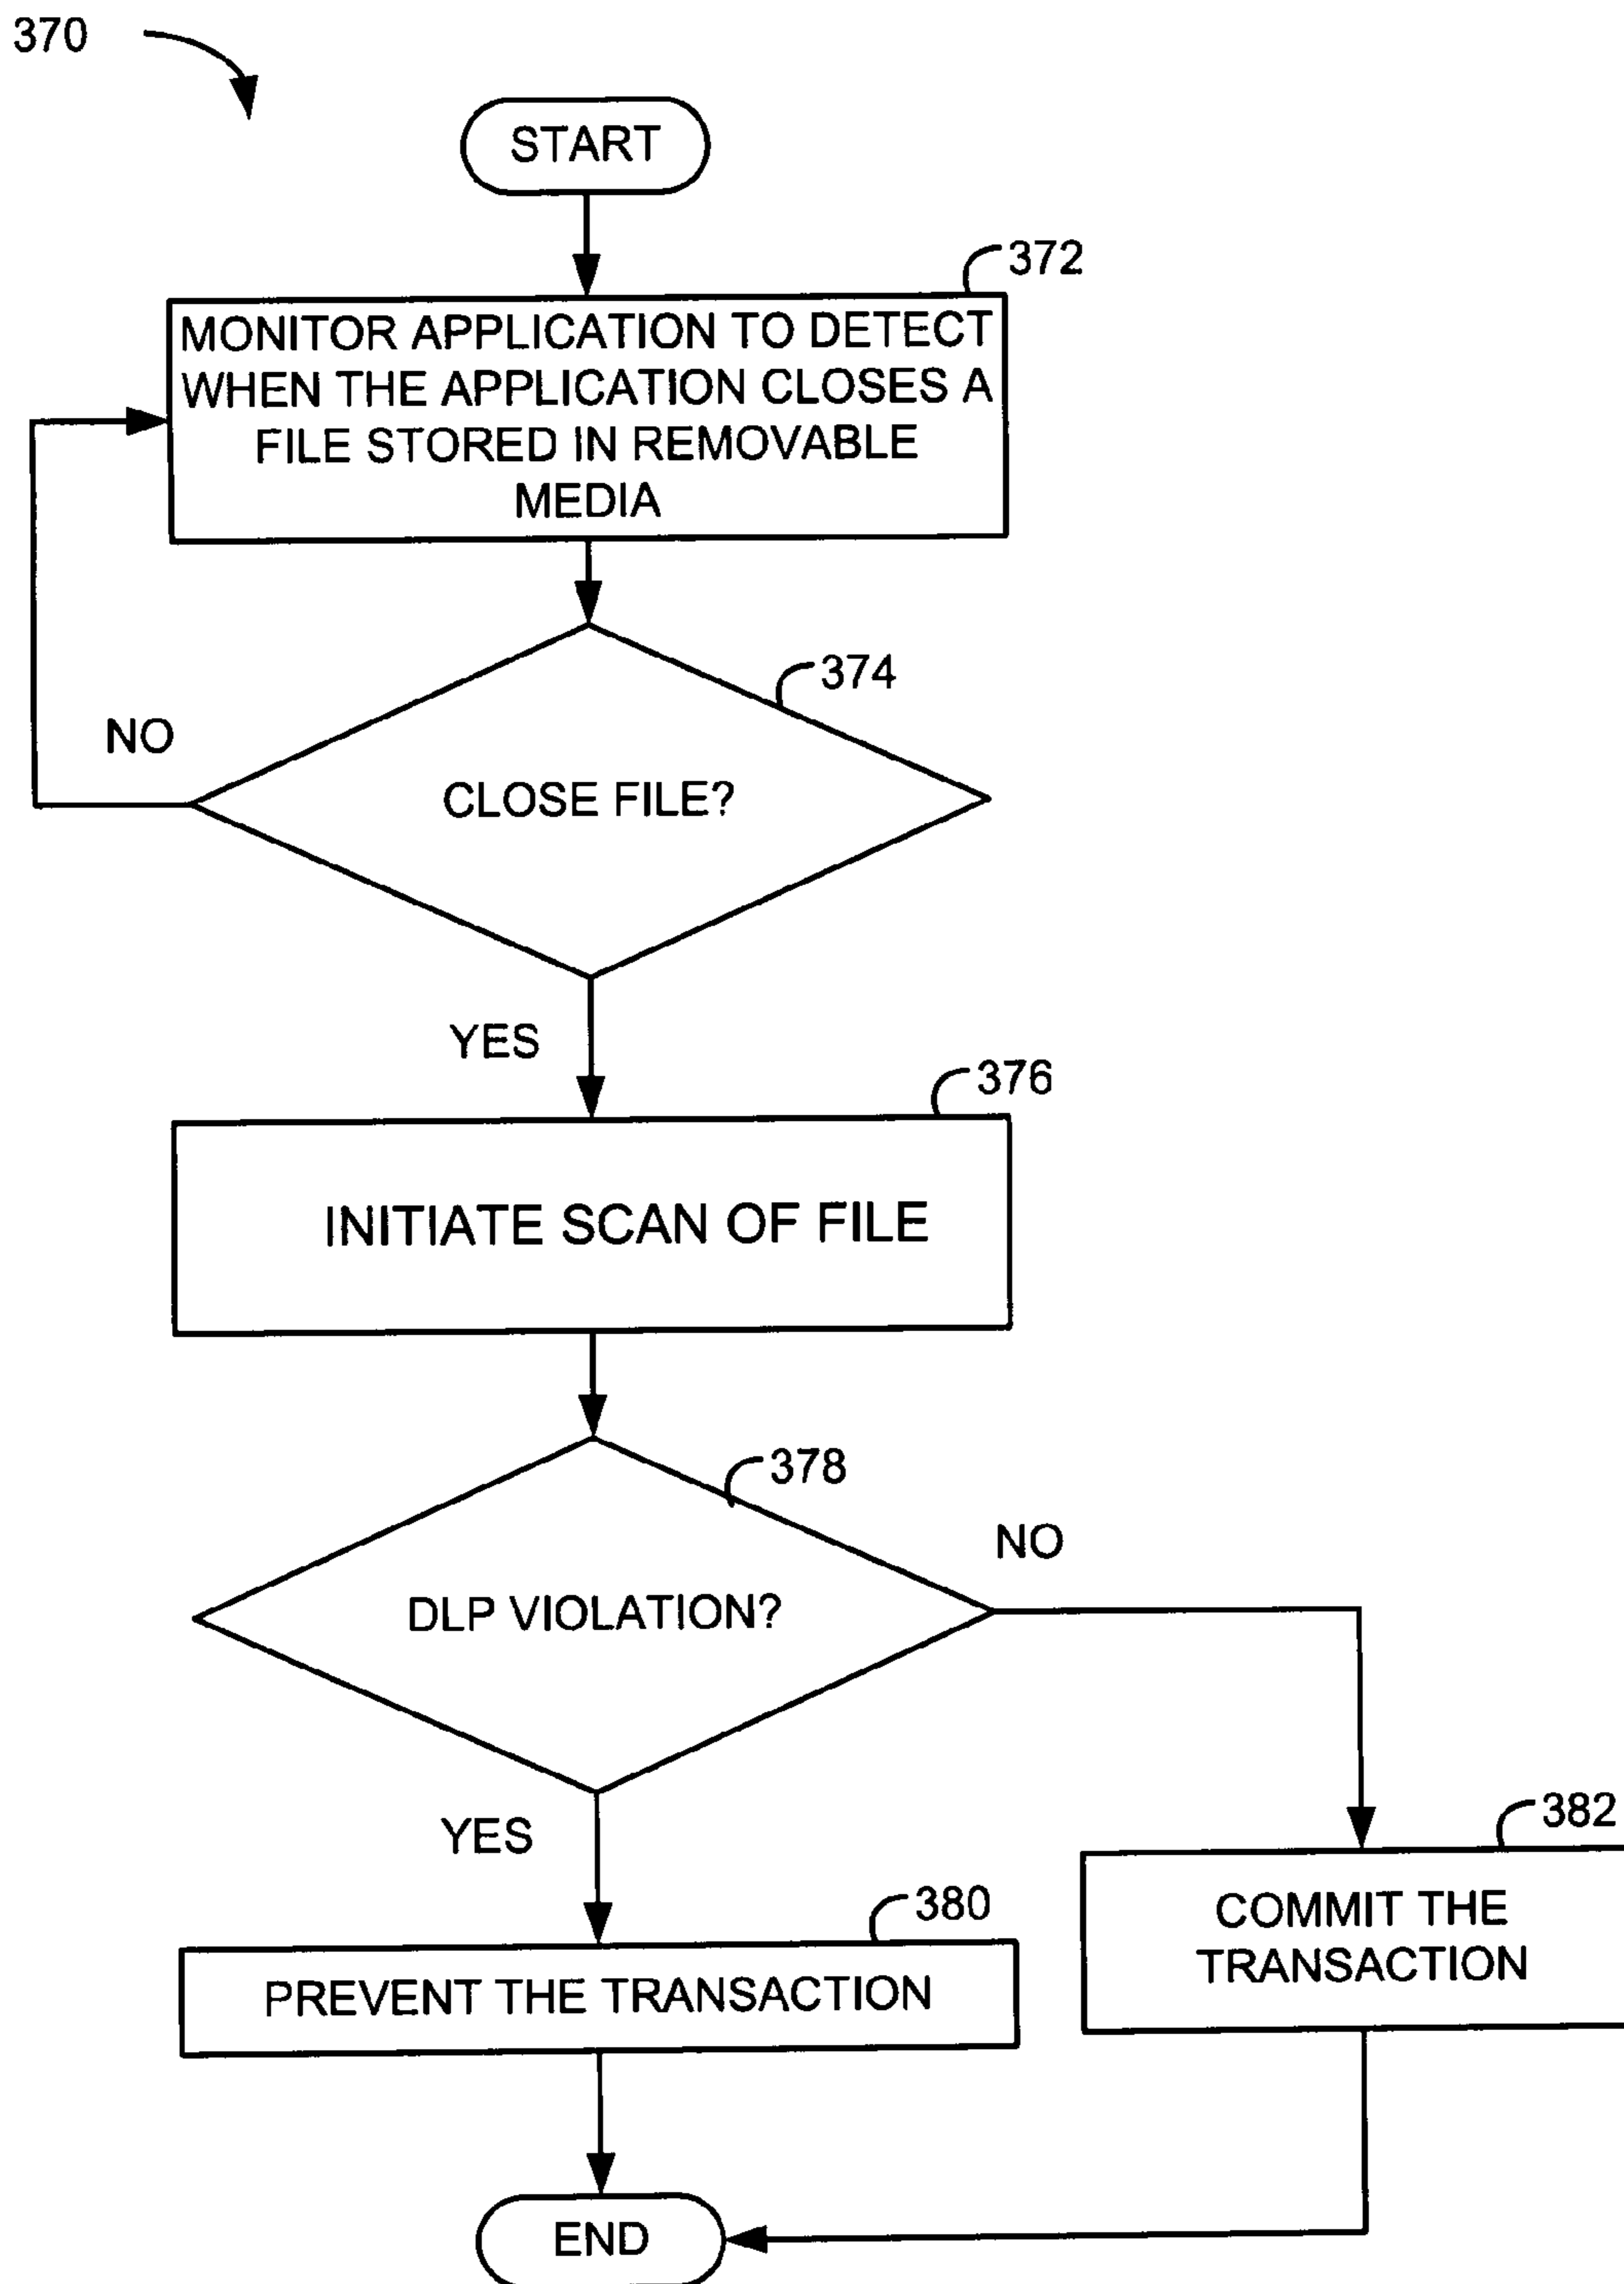 370
START
372
MONITOR APPLICATION TO DETECT
WHEN THE APPLICATION CLOSES A
FILE STORED IN REMOVABLE
MEDIA
374
NO
CLOSE FILE?
YES
376
INITIATE SCAN OF FILE
378
NO
DLP VIOLATION?
YES
382
COMMIT THE
TRANSACTION
380
PREVENT THE TRANSACTION
END